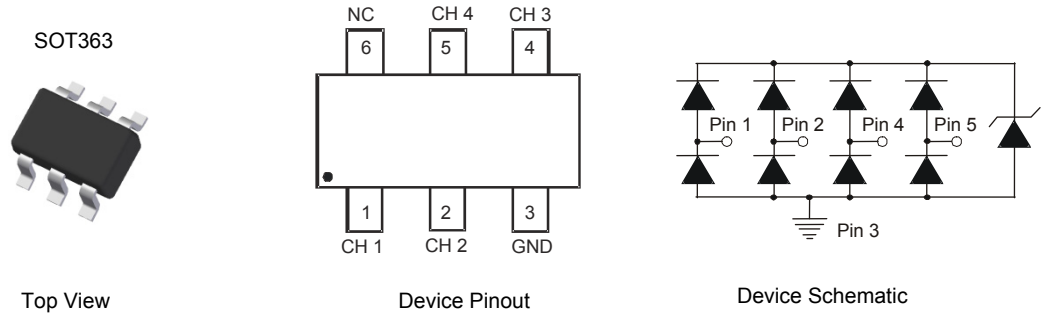 SOT363
NC CH 4 CH 3
6 5 4
1 2 3
CH 1 CH 2 GND
Pin 1 Pin 2 Pin 4 Pin 5
Pin 3
Top View
Device Pinout
Device Schematic